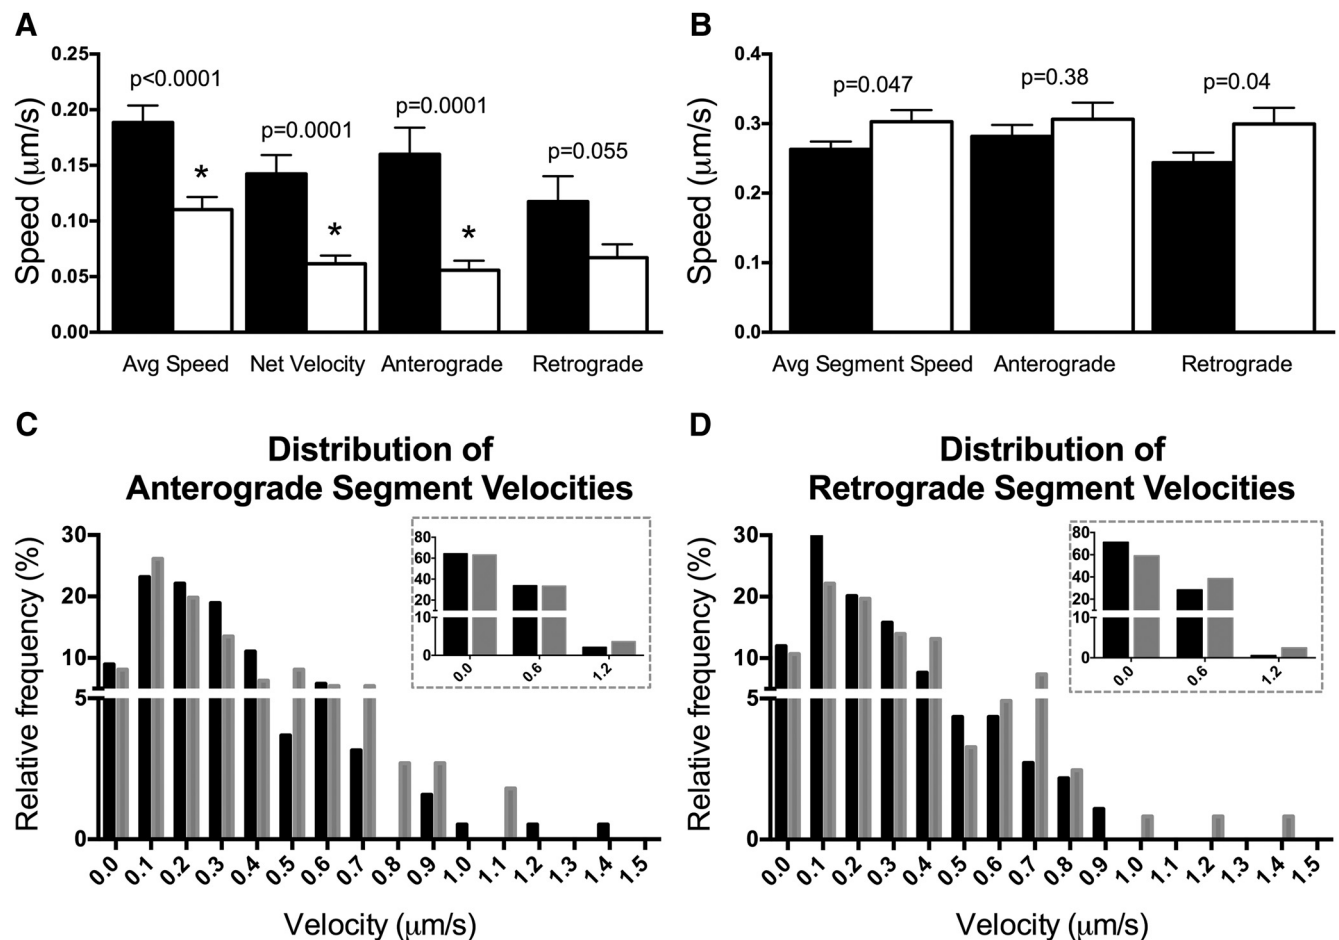 A
B
0.25
0.20
0.15
0.10
0.05
0.00
Speed (μm/s)
p<0.0001
p=0.0001
p=0.0001
p=0.055
*
*
*
Avg Speed
Net Velocity
Anterograde
Retrograde
0.4
0.3
0.2
0.1
0.0
Speed (μm/s)
p=0.047
p=0.38
p=0.04
Avg Segment Speed
Anterograde
Retrograde
C
Distribution of
Anterograde Segment Velocities
30
20
10
5
0
Relative frequency (%)
80
60
40
20
10
0
0.0
0.6
1.2
0.0
0.1
0.2
0.3
0.4
0.5
0.6
0.7
0.8
0.9
1.0
1.1
1.2
1.3
1.4
1.5
Velocity (μm/s)
D
Distribution of
Retrograde Segment Velocities
30
20
10
5
0
Relative frequency (%)
80
60
40
20
10
0
0.0
0.6
1.2
0.0
0.1
0.2
0.3
0.4
0.5
0.6
0.7
0.8
0.9
1.0
1.1
1.2
1.3
1.4
1.5
Velocity (μm/s)